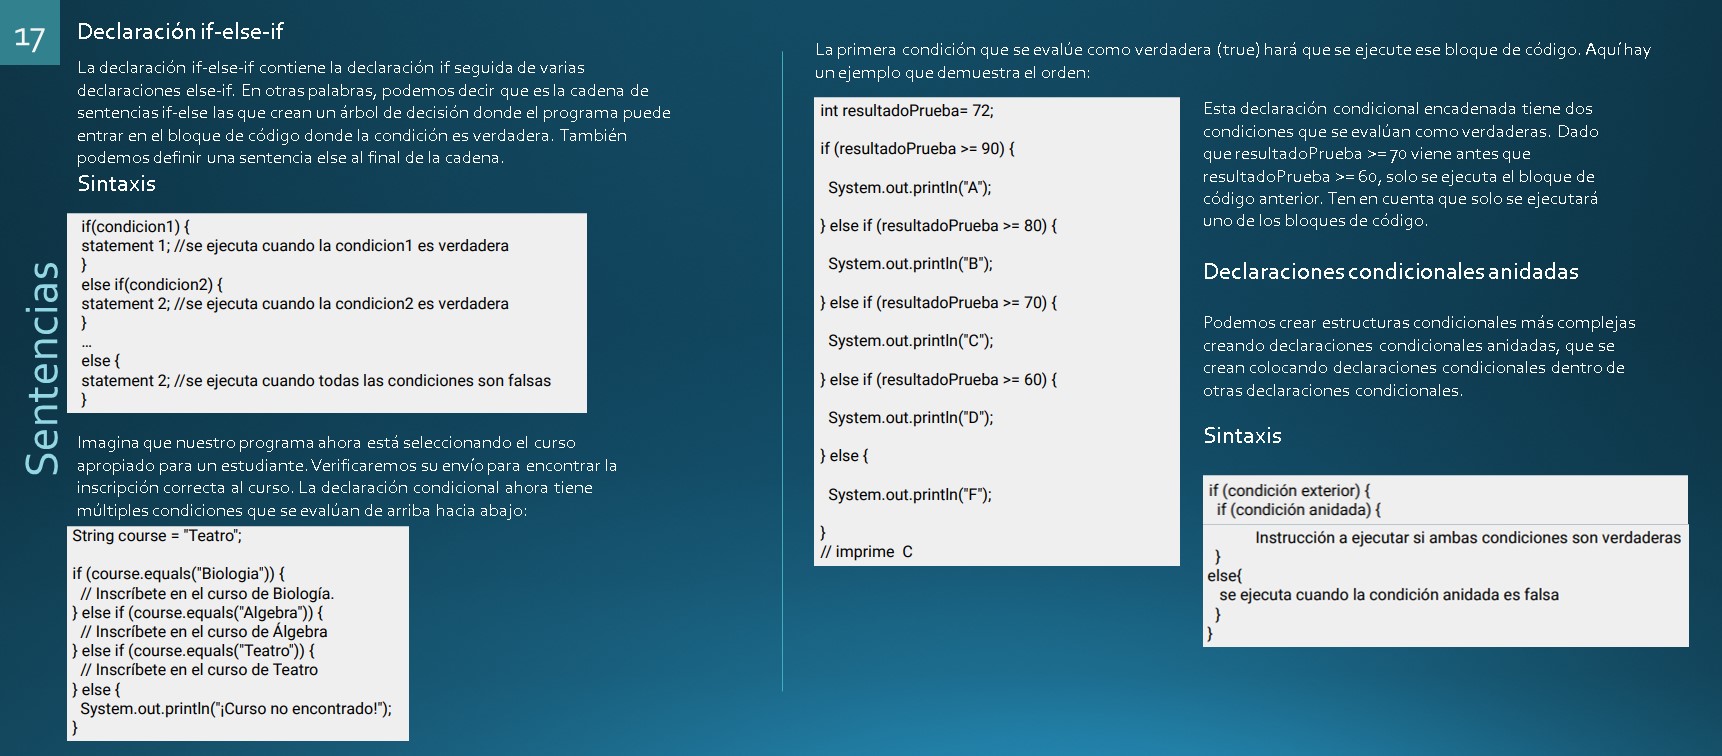 17
Sentencias
Declaración if-else-if
La declaración if-else-if contiene la declaración if seguida de varias
declaraciones else-if. En otras palabras, podemos decir que es la cadena de
sentencias if-else las que crean un árbol de decisión donde el programa puede
entrar en el bloque de código donde la condición es verdadera. También
podemos definir una sentencia else al final de la cadena.
Sintaxis
if(condicion1) {
statement 1; //se ejecuta cuando la condicion1 es verdadera
}
else if(condicion2) {
statement 2; //se ejecuta cuando la condicion2 es verdadera
}
...
else {
statement 2; //se ejecuta cuando todas las condiciones son falsas
}
Imagina que nuestro programa ahora está seleccionando el curso
apropiado para un estudiante. Verificaremos su envío para encontrar la
inscripción correcta al curso. La declaración condicional ahora tiene
múltiples condiciones que se evalúan de arriba hacia abajo:
String course = "Teatro";
if (course.equals("Biologia")) {
// Inscríbete en el curso de Biología.
} else if (course.equals("Algebra")) {
// Inscríbete en el curso de Álgebra
} else if (course.equals("Teatro")) {
// Inscríbete en el curso de Teatro
} else {
System.out.println("¡Curso no encontrado!");
}
La primera condición que se evalúe como verdadera (true) hará que se ejecute ese bloque de código. Aquí hay
un ejemplo que demuestra el orden:
int resultadoPrueba= 72;
if (resultadoPrueba >= 90) {
System.out.println("A");
} else if (resultadoPrueba >= 80) {
System.out.println("B");
} else if (resultadoPrueba >= 70) {
System.out.println("C");
} else if (resultadoPrueba >= 60) {
System.out.println("D");
} else {
System.out.println("F");
}
// imprime C
Esta declaración condicional encadenada tiene dos
condiciones que se evalúan como verdaderas. Dado
que resultadoPrueba >= 70 viene antes que
resultadoPrueba >= 60, solo se ejecuta el bloque de
código anterior. Ten en cuenta que solo se ejecutará
uno de los bloques de código.
Declaraciones condicionales anidadas
Podemos crear estructuras condicionales más complejas
creando declaraciones condicionales anidadas, que se
crean colocando declaraciones condicionales dentro de
otras declaraciones condicionales.
Sintaxis
if (condición exterior) {
if (condición anidada) {
Instrucción a ejecutar si ambas condiciones son verdaderas
}
else{
se ejecuta cuando la condición anidada es falsa
}
}